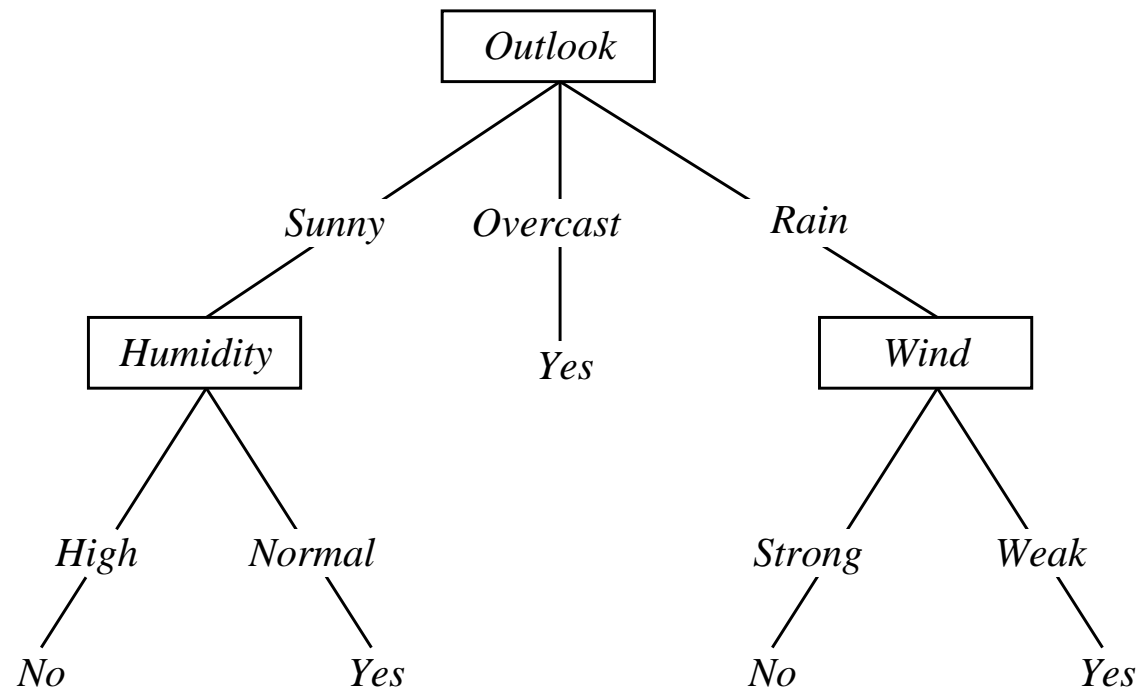 Outlook
Sunny Overcast Rain
Humidity Yes Wind
High Normal Strong Weak
No Yes No Yes